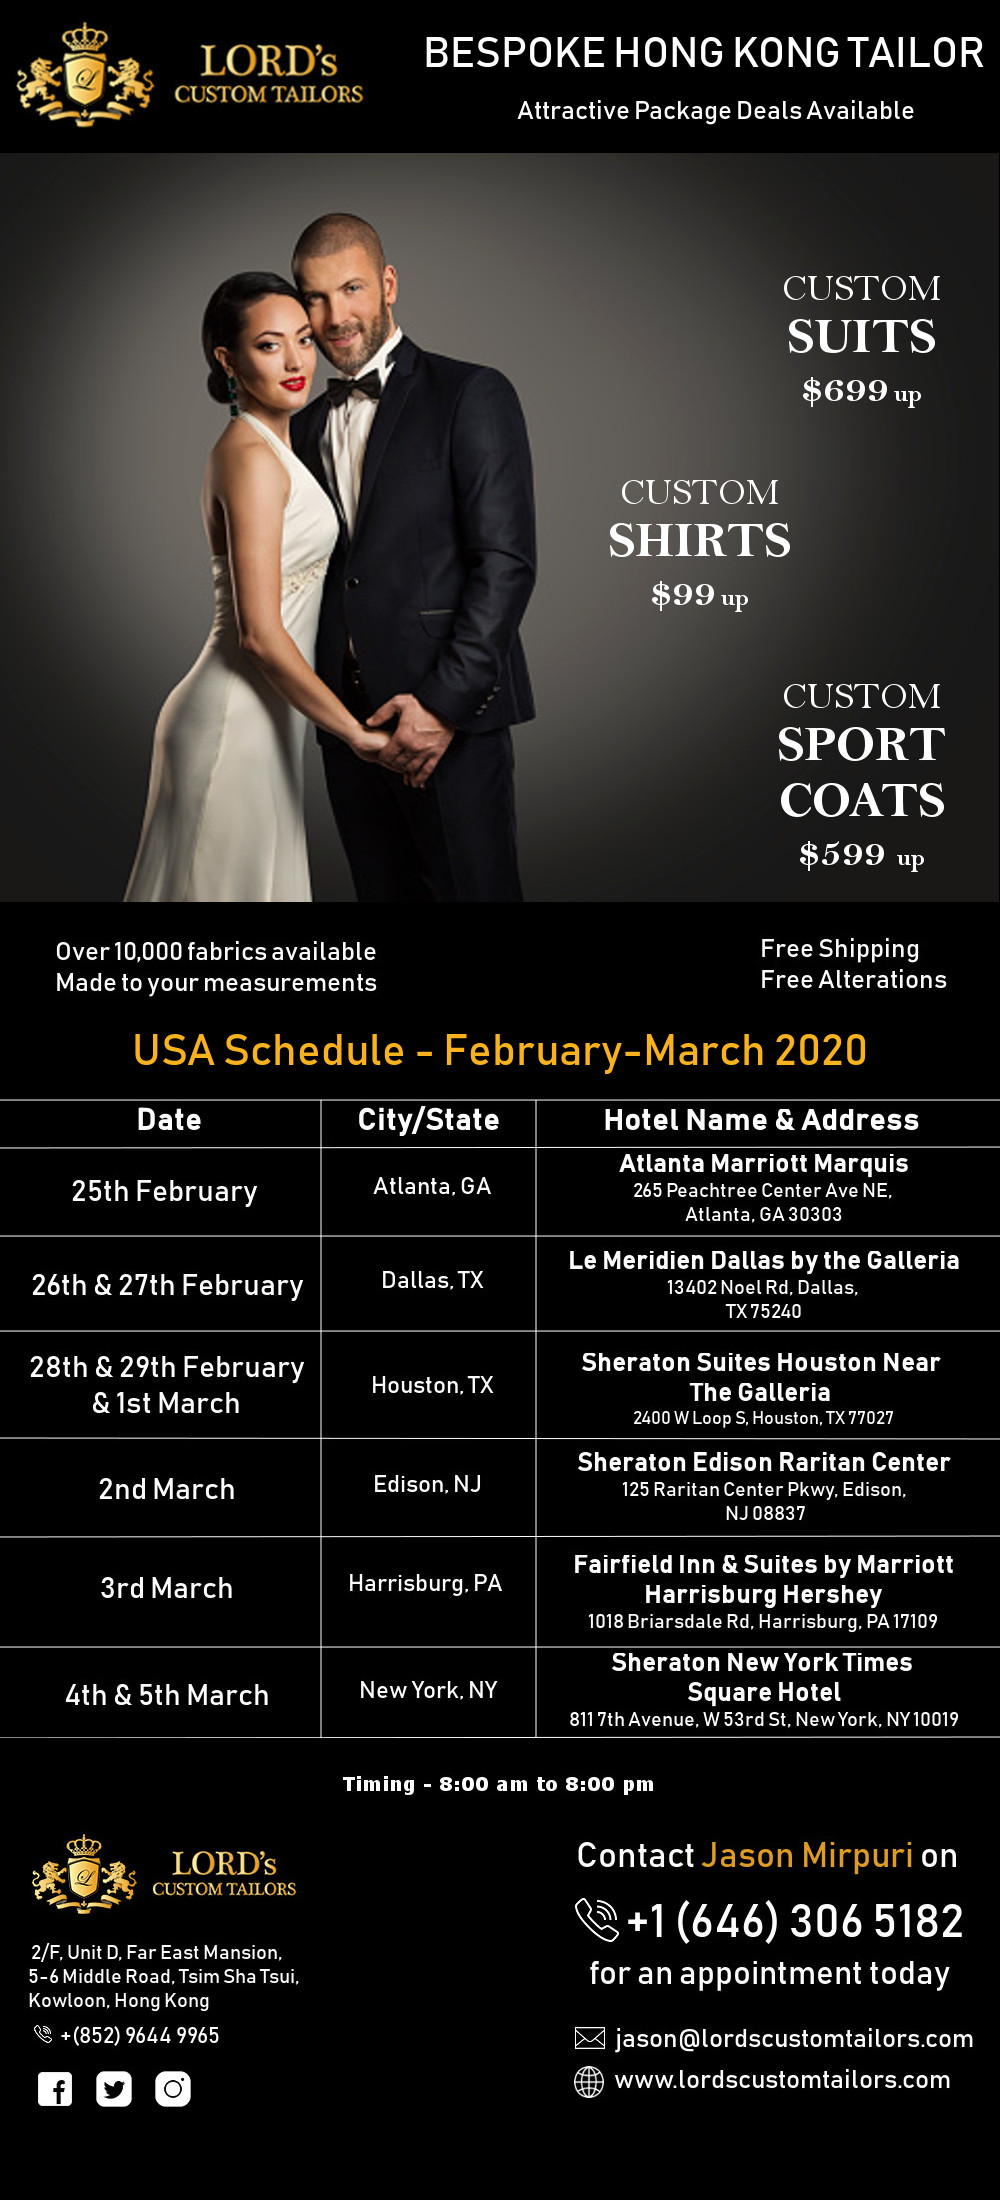 LORD's
CUSTOM TAILORS
BESPOKE HONG KONG TAILOR
Attractive Package Deals Available
CUSTOM
SUITS
$699 up
CUSTOM
SHIRTS
$99 up
CUSTOM
SPORT
COATS
$599 up
Over 10,000 fabrics available
Made to your measurements
Free Shipping
Free Alterations
USA Schedule - February-March 2020
Date City/State Hotel Name & Address
25th February
Atlanta, GA
Atlanta Marriott Marquis
265 Peachtree Center Ave NE,
Atlanta, GA 30303
26th & 27th February
Dallas, TX
Le Meridien Dallas by the Galleria
13402 Noel Rd, Dallas,
TX 75240
28th & 29th February
& 1st March
Houston, TX
Sheraton Suites Houston Near
The Galleria
2400 W Loop S, Houston, TX 77027
2nd March
Edison, NJ
Sheraton Edison Raritan Center
125 Raritan Center Pkwy, Edison,
NJ 08837
3rd March
Harrisburg, PA
Fairfield Inn & Suites by Marriott
Harrisburg Hershey
1018 Briarsdale Rd, Harrisburg, PA 17109
4th & 5th March
New York, NY
Sheraton New York Times
Square Hotel
811 7th Avenue, W 53rd St, New York, NY 10019
Timing - 8:00 am to 8:00 pm
L
LORD's
CUSTOM TAILORS
2/F, Unit D, Far East Mansion,
5-6 Middle Road, Tsim Sha Tsui,
Kowloon, Hong Kong
+(852) 9644 9965
Contact Jason Mirpuri on
+1 (646) 306 5182
for an appointment today
jason@lordscustomtailors.com
www.lordscustomtailors.com